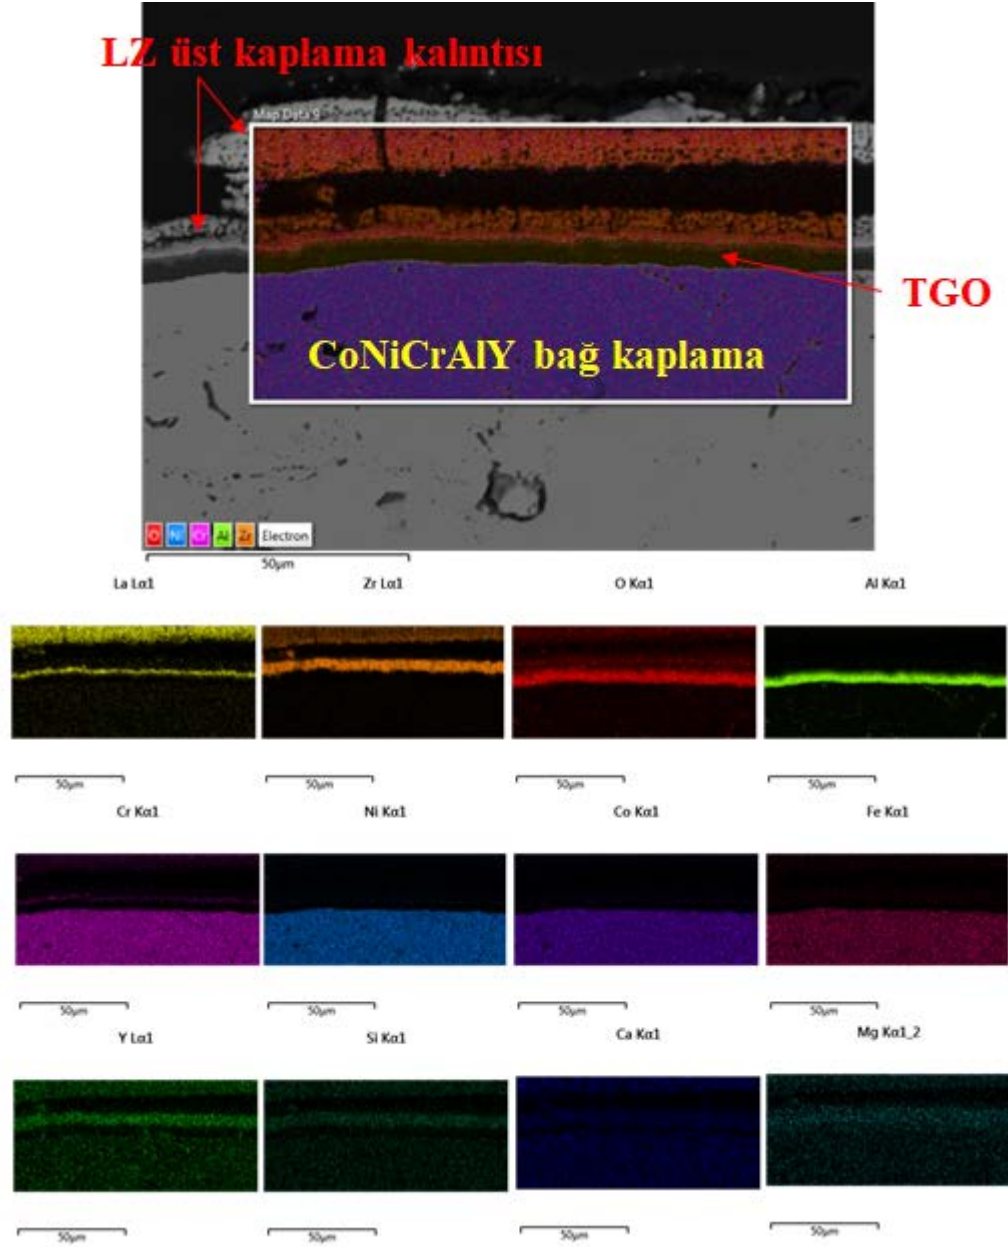 LZ üst kaplama kalıntısı
Map Data 9
TGO
CoNiCrAlY bağ kaplama
O Ni Cr Al Zr Electron
50µm
La Lα1 Zr Lα1 O Kα1 Al Kα1
50µm 50µm 50µm 50µm
Cr Kα1 Ni Kα1 Co Kα1 Fe Kα1
50µm 50µm 50µm 50µm
Y Lα1 Si Kα1 Ca Kα1 Mg Kα1_2
50µm 50µm 50µm 50µm